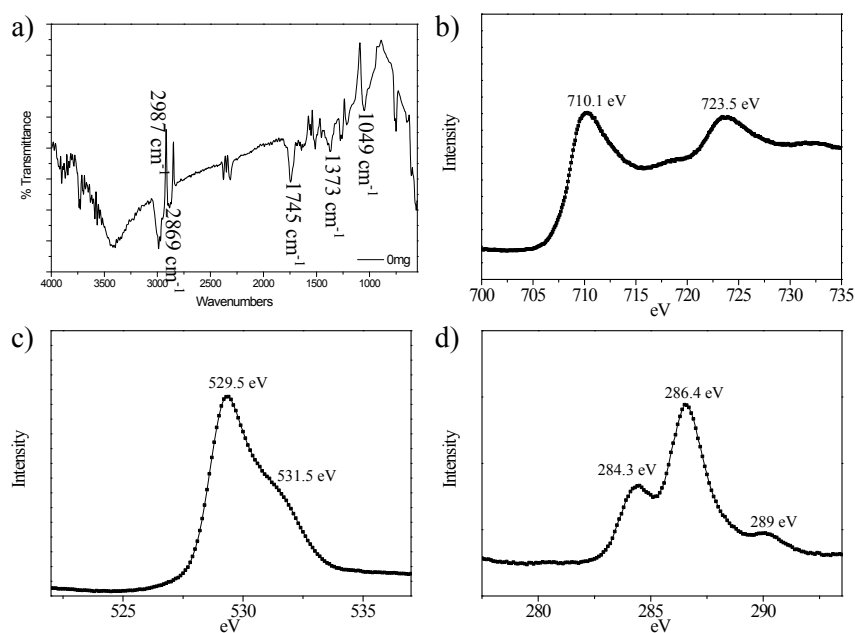 a)
2987 cm-1
2869 cm-1
1745 cm-1
1373 cm-1
1049 cm-1
% Transmittance
0mg
4000 3500 3000 2500 2000 1500 1000
Wavenumbers
b)
710.1 eV
723.5 eV
Intensity
700 705 710 715 720 725 730 735
eV
c)
529.5 eV
531.5 eV
Intensity
525 530 535
eV
d)
286.4 eV
284.3 eV
289 eV
Intensity
280 285 290
eV